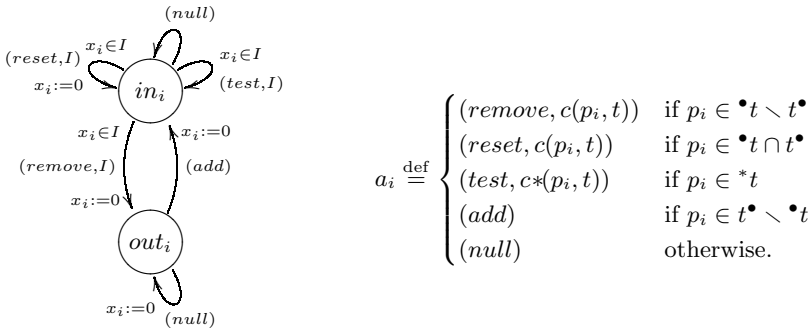 (null)
x_i∈I
(reset,I)
x_i:=0
in_i
x_i∈I
(test,I)
x_i∈I
(remove,I)
x_i:=0
x_i:=0
(add)
out_i
x_i:=0
(null)
a_i def=
(remove, c(p_i, t)) if p_i ∈ •t ∖ t•
(reset, c(p_i, t)) if p_i ∈ •t ∩ t•
(test, c*(p_i, t)) if p_i ∈ *t
(add) if p_i ∈ t• ∖ •t
(null) otherwise.